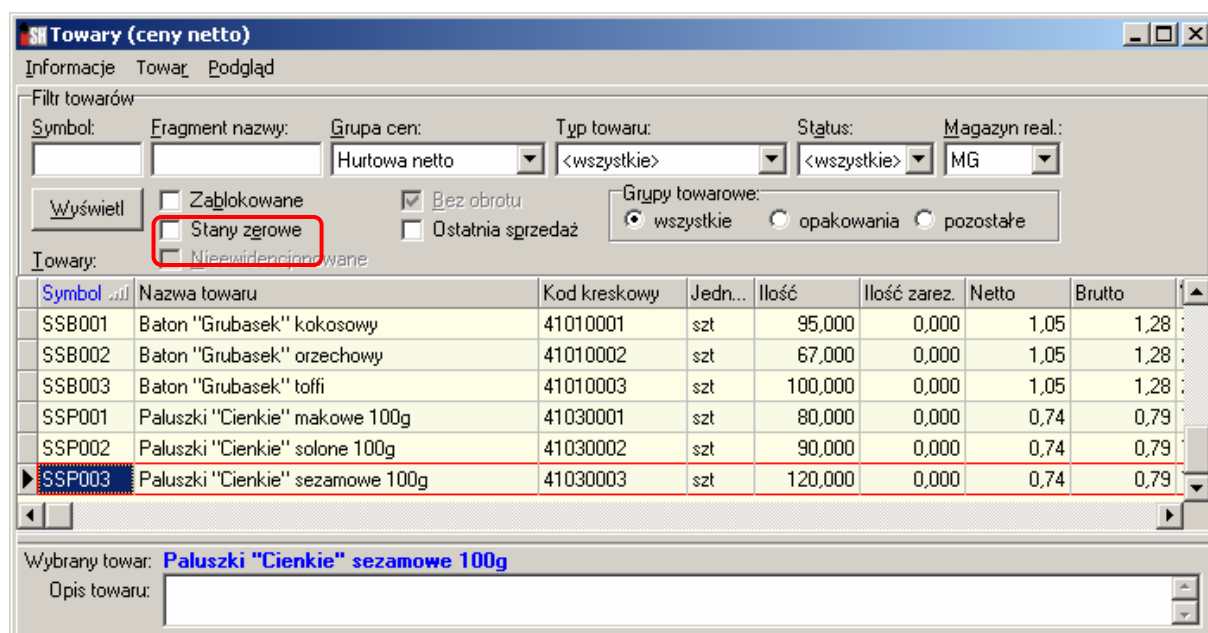 SH Towary (ceny netto)
Informacje Towar Podgląd
Filtr towarów
Symbol: Fragment nazwy: Grupa cen: Typ towaru: Status: Magazyn real.:
Hurtowa netto <wszystkie> <wszystkie> MG
Wyświetl Zablokowane Bez obrotu Grupy towarowe:
Stany zerowe Ostatnia sprzedaż wszystkie opakowania pozostałe
Towary: Nieewidencjonowane
Symbol Nazwa towaru Kod kreskowy Jedn... Ilość Ilość zarez. Netto Brutto
SSB001 Baton "Grubasek" kokosowy 41010001 szt 95,000 0,000 1,05 1,28
SSB002 Baton "Grubasek" orzechowy 41010002 szt 67,000 0,000 1,05 1,28
SSB003 Baton "Grubasek" toffi 41010003 szt 100,000 0,000 1,05 1,28
SSP001 Paluszki "Cienkie" makowe 100g 41030001 szt 80,000 0,000 0,74 0,79
SSP002 Paluszki "Cienkie" solone 100g 41030002 szt 90,000 0,000 0,74 0,79
SSP003 Paluszki "Cienkie" sezamowe 100g 41030003 szt 120,000 0,000 0,74 0,79
Wybrany towar: Paluszki "Cienkie" sezamowe 100g
Opis towaru: